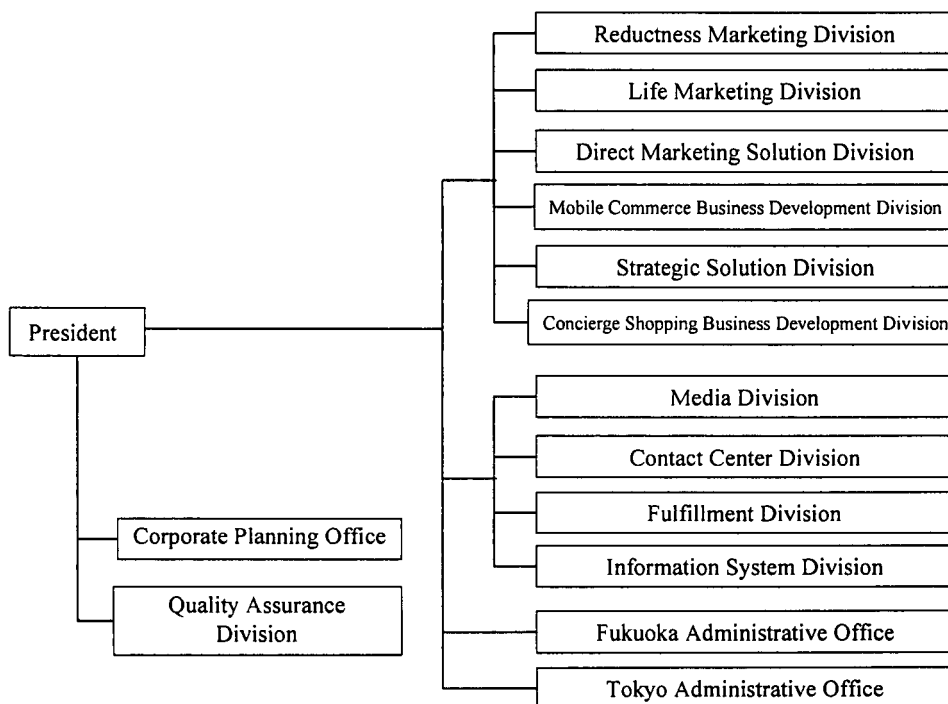 Reductness Marketing Division
Life Marketing Division
Direct Marketing Solution Division
Mobile Commerce Business Development Division
Strategic Solution Division
Concierge Shopping Business Development Division
President
Media Division
Contact Center Division
Fulfillment Division
Information System Division
Corporate Planning Office
Quality Assurance
Division
Fukuoka Administrative Office
Tokyo Administrative Office